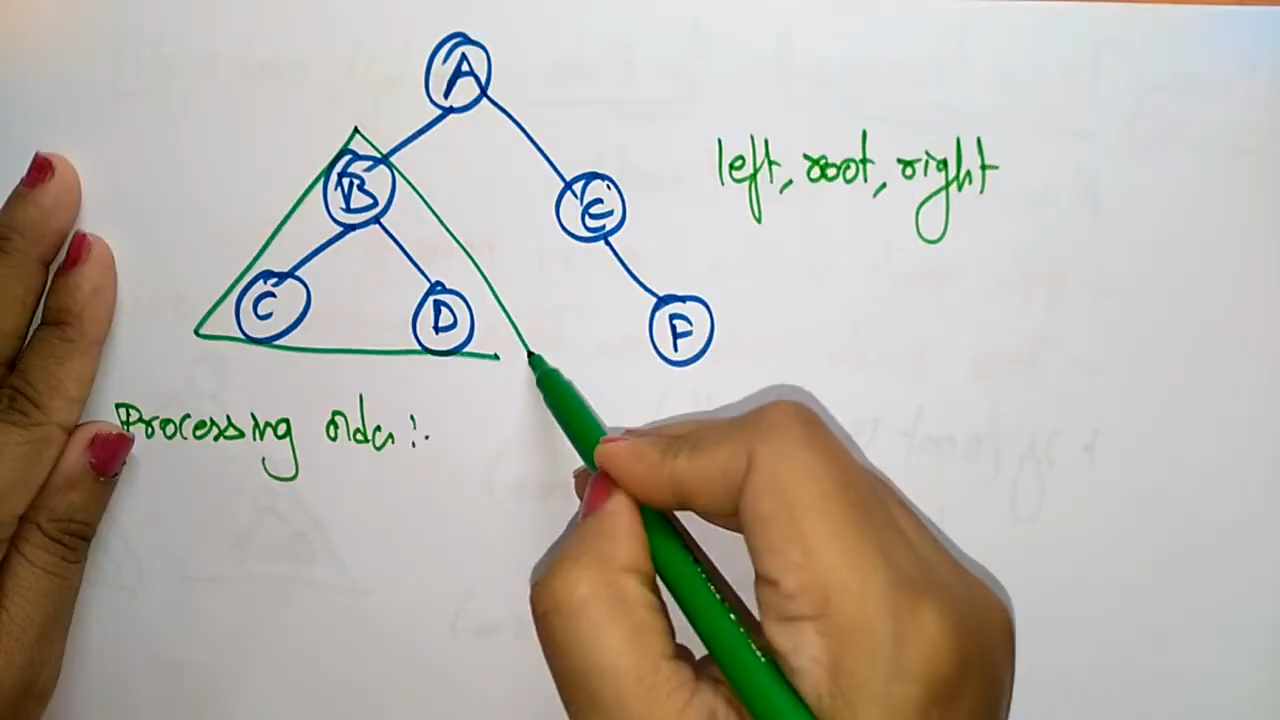 A
B
C
left, root, right
C
D
F
Processing order :.